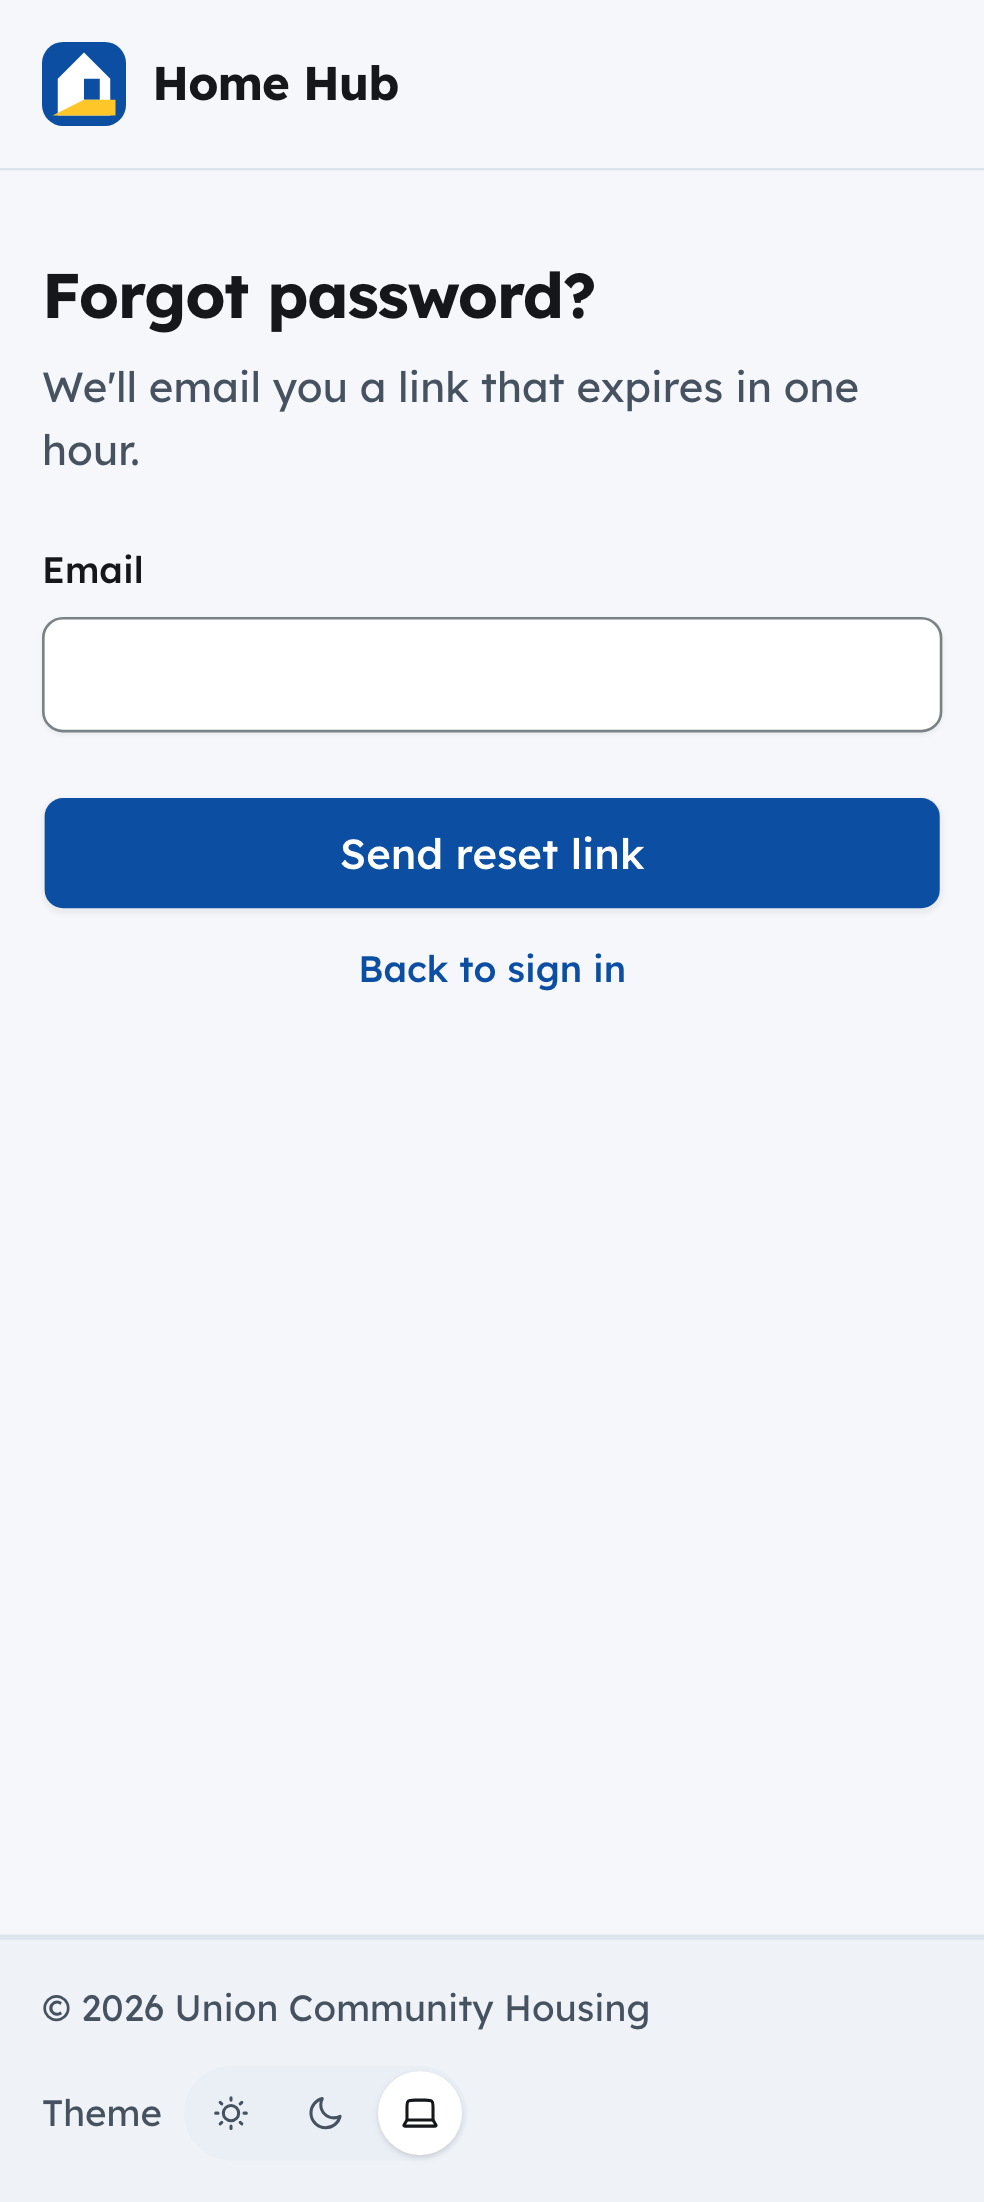 Home Hub
Forgot password?
We'll email you a link that expires in one
hour.
Email
Send reset link
Back to sign in
© 2026 Union Community Housing
Theme